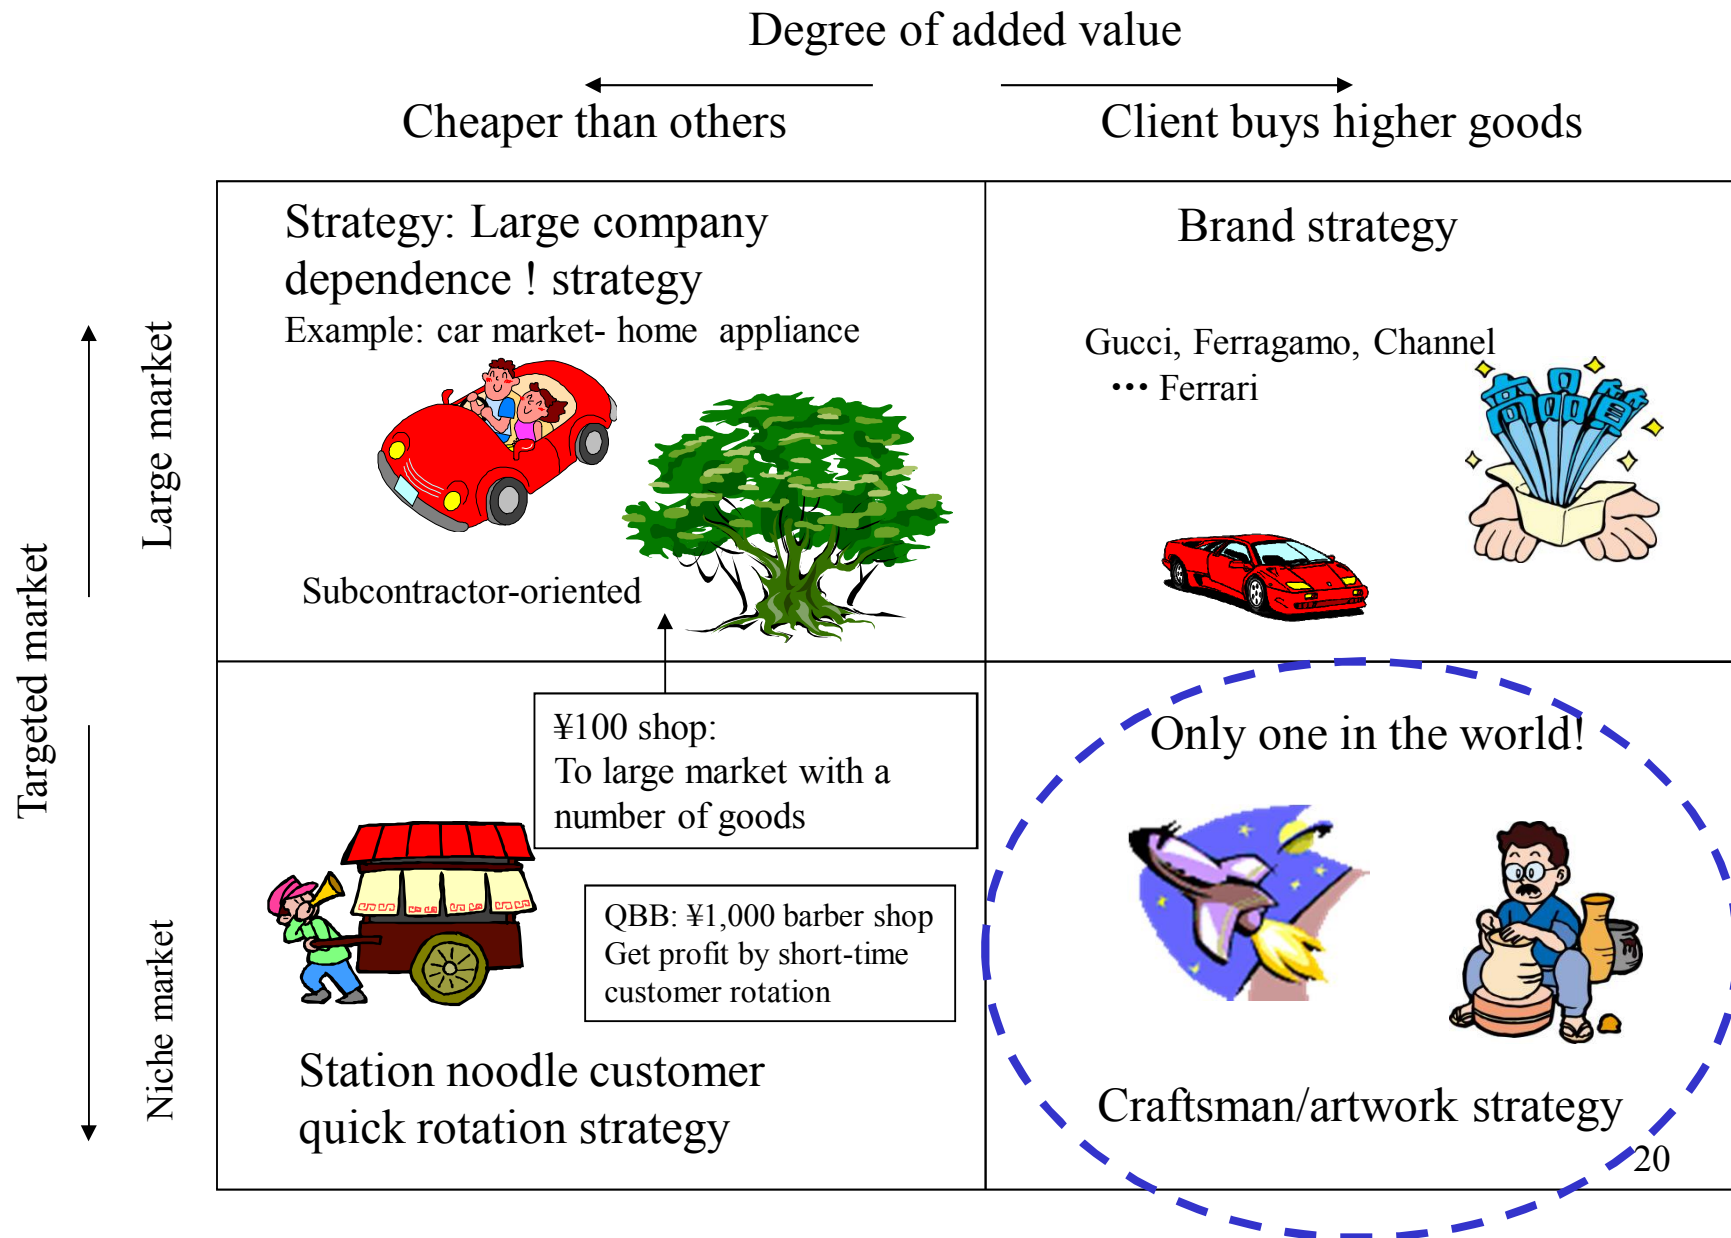 Degree of added value
Cheaper than others
Client buys higher goods
Targeted market
Large market
Niche market
Strategy: Large company
dependence ! strategy
Example: car market- home appliance
Subcontractor-oriented
Brand strategy
Gucci, Ferragamo, Channel
··· Ferrari
¥100 shop:
To large market with a
number of goods
QBB: ¥1,000 barber shop
Get profit by short-time
customer rotation
Station noodle customer
quick rotation strategy
Only one in the world!
Craftsman/artwork strategy
20